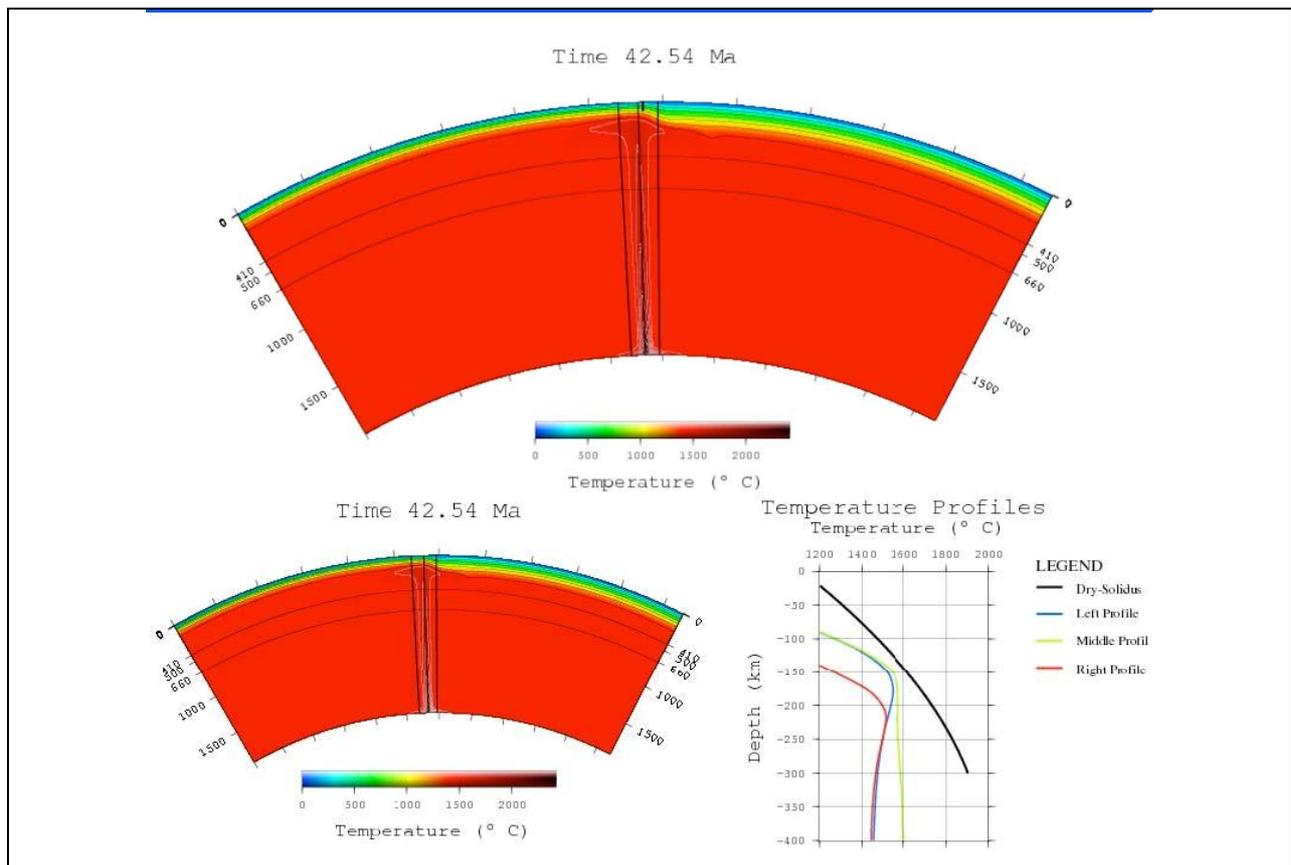 Time 42.54 Ma
0
0
410
500
660
1000
1500
410
500
660
1000
1500
0 500 1000 1500 2000
Temperature (° C)
Time 42.54 Ma
0
0
410
500
660
1000
1500
410
500
660
1000
1500
0 500 1000 1500 2000
Temperature (° C)
Temperature Profiles
Temperature (° C)
1200 1400 1600 1800 2000
0
-50
-100
-150
-200
-250
-300
-350
-400
Depth (km)
LEGEND
Dry-Solidus
Left Profile
Middle Profil
Right Profile